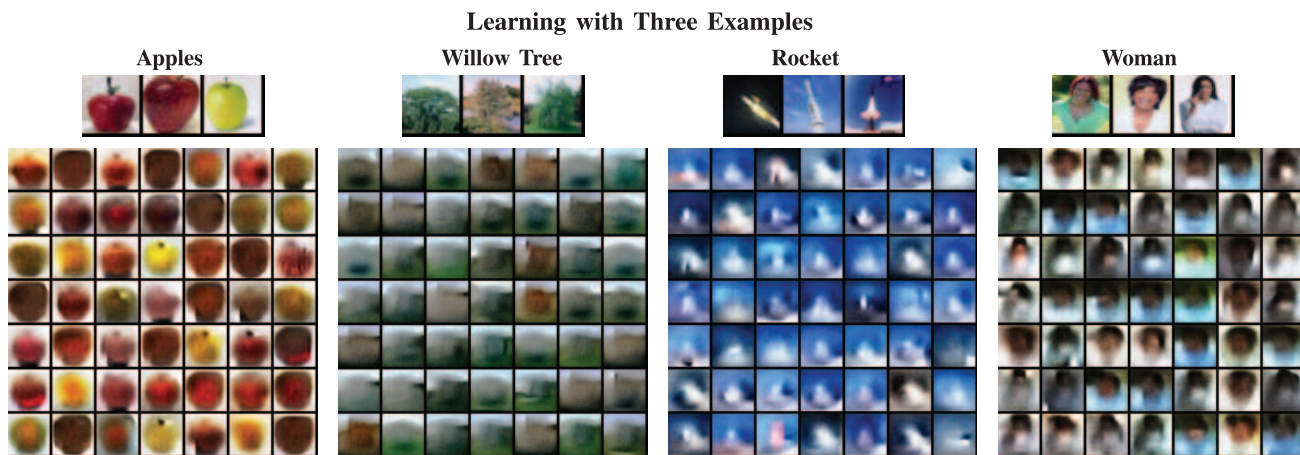 Learning with Three Examples
Apples
Willow Tree
Rocket
Woman